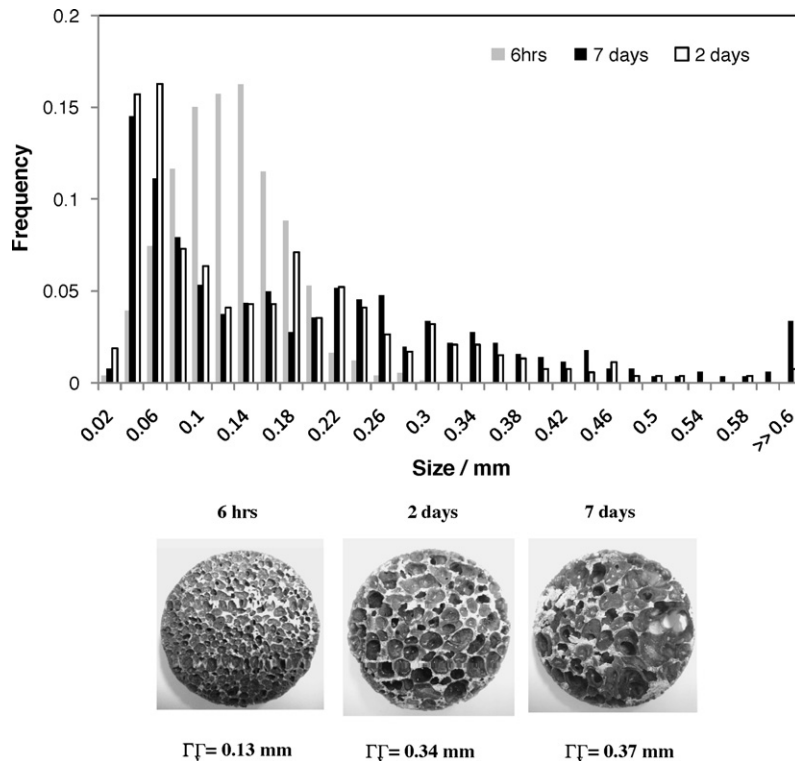 0.2
6hrs 7 days 2 days
0.15
0.1
0.05
0
Frequency
0.02 0.06 0.1 0.14 0.18 0.22 0.26 0.3 0.34 0.38 0.42 0.46 0.5 0.54 0.58 >> 0.6
Size / mm
6 hrs 2 days 7 days
= 0.13 mm = 0.34 mm = 0.37 mm